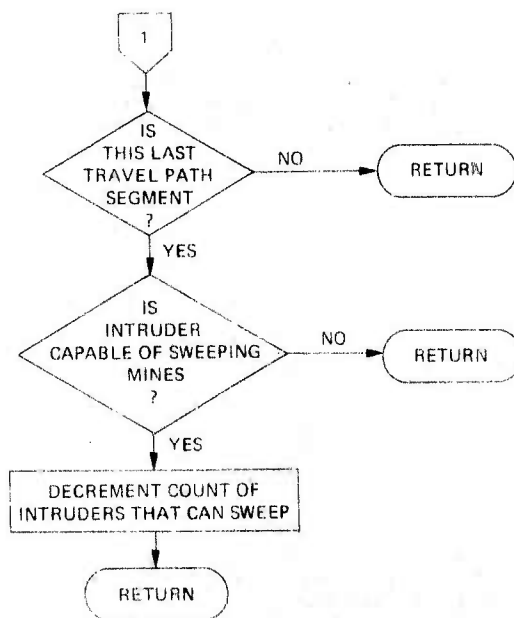 1
IS
THIS LAST
TRAVEL PATH
SEGMENT
?
NO
RETURN
YES
IS
INTRUDER
CAPABLE OF SWEEPING
MINES
?
NO
RETURN
YES
DECREMENT COUNT OF
INTRUDERS THAT CAN SWEEP
RETURN